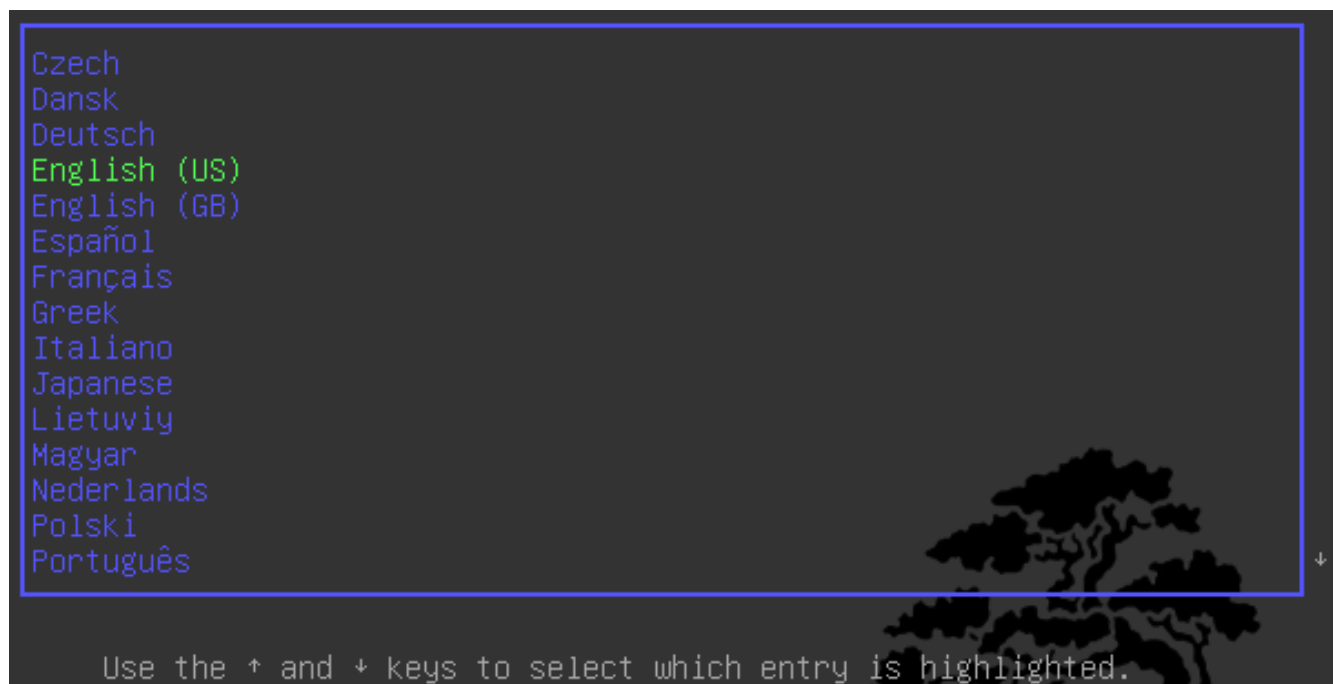 Czech
Dansk
Deutsch
English (US)
English (GB)
Español
Français
Greek
Italiano
Japanese
Lietuviy
Magyar
Nederlands
Polski
Português
↓
Use the ↑ and ↓ keys to select which entry is highlighted.